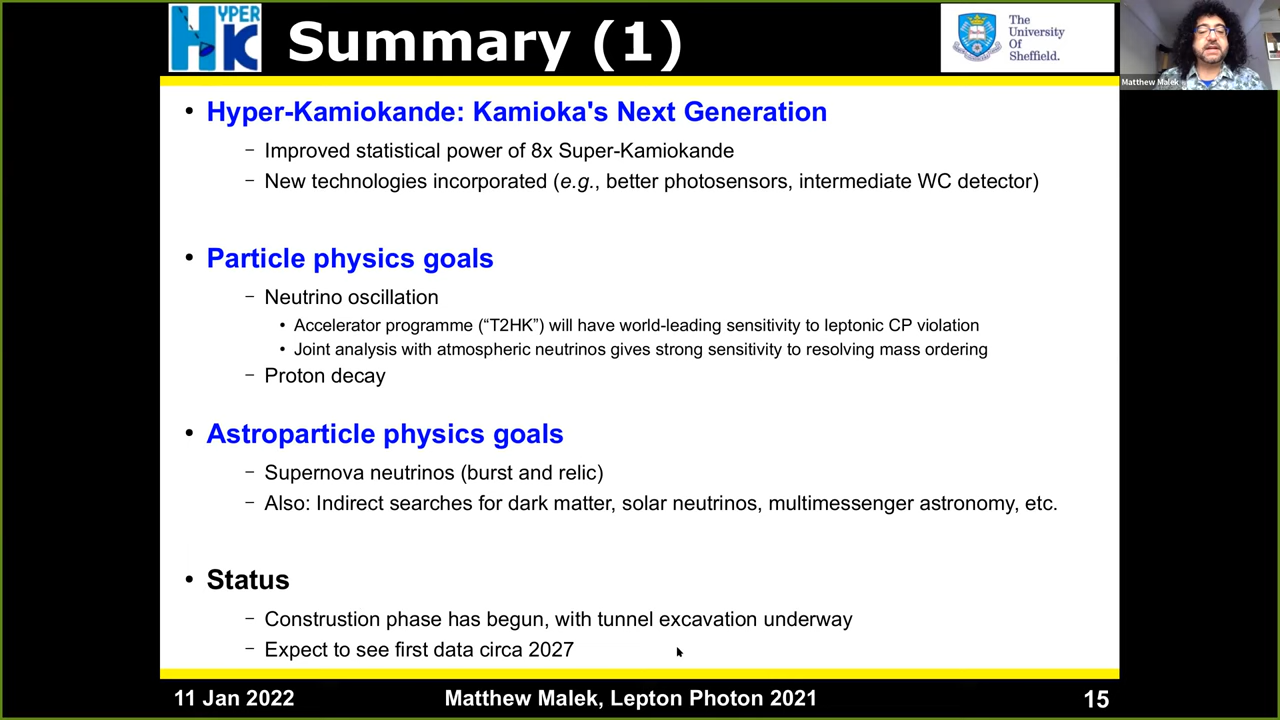 HYPER
HK
Summary (1)
The
University
Of
Sheffield.
Matthew Malek
• Hyper-Kamiokande: Kamioka's Next Generation
– Improved statistical power of 8x Super-Kamiokande
– New technologies incorporated (e.g., better photosensors, intermediate WC detector)
• Particle physics goals
– Neutrino oscillation
• Accelerator programme (“T2HK”) will have world-leading sensitivity to leptonic CP violation
• Joint analysis with atmospheric neutrinos gives strong sensitivity to resolving mass ordering
– Proton decay
• Astroparticle physics goals
– Supernova neutrinos (burst and relic)
– Also: Indirect searches for dark matter, solar neutrinos, multimessenger astronomy, etc.
• Status
– Construstion phase has begun, with tunnel excavation underway
– Expect to see first data circa 2027
11 Jan 2022
Matthew Malek, Lepton Photon 2021
15